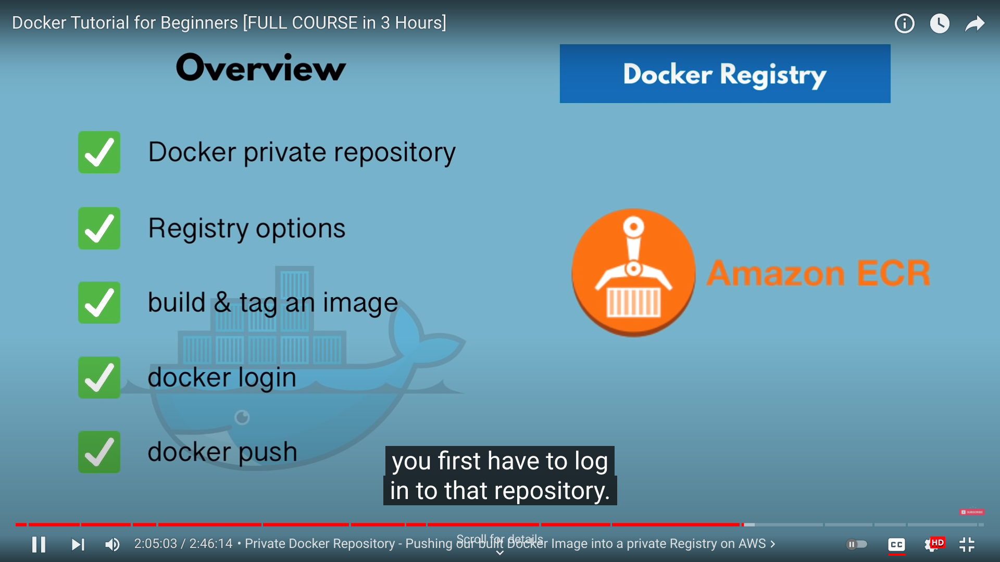 Docker Tutorial for Beginners [FULL COURSE in 3 Hours]
Overview
Docker Registry
Docker private repository
Registry options
build & tag an image
docker login
docker push
Amazon ECR
you first have to log
in to that repository.
SUBSCRIBE
2:05:03 / 2:46:14 • Private Docker Repository - Pushing our built Docker Image into a private Registry on AWS
Scroll for details
CC
HD